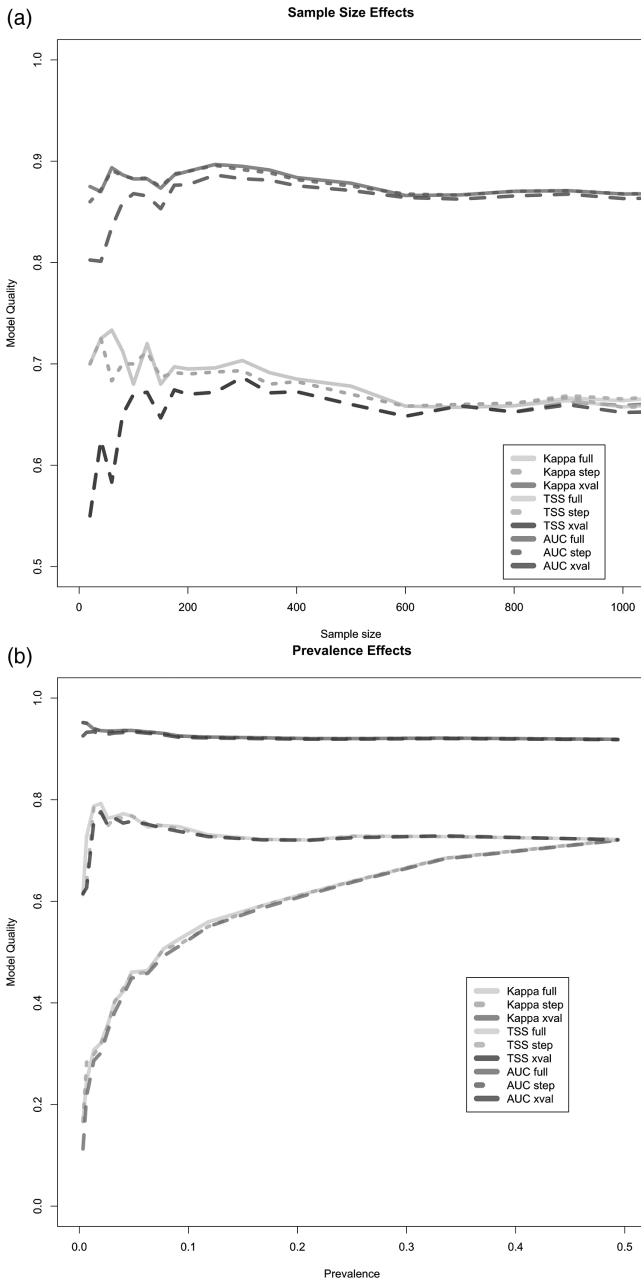 (a)
Sample Size Effects
1.0
0.9
0.8
0.7
0.6
0.5
Model Quality
Kappa full
Kappa step
Kappa xval
TSS full
TSS step
TSS xval
AUC full
AUC step
AUC xval
0 200 400 600 800 1000
Sample size
(b)
Prevalence Effects
1.0
0.8
0.6
0.4
0.2
0.0
Model Quality
Kappa full
Kappa step
Kappa xval
TSS full
TSS step
TSS xval
AUC full
AUC step
AUC xval
0.0 0.1 0.2 0.3 0.4 0.5
Prevalence